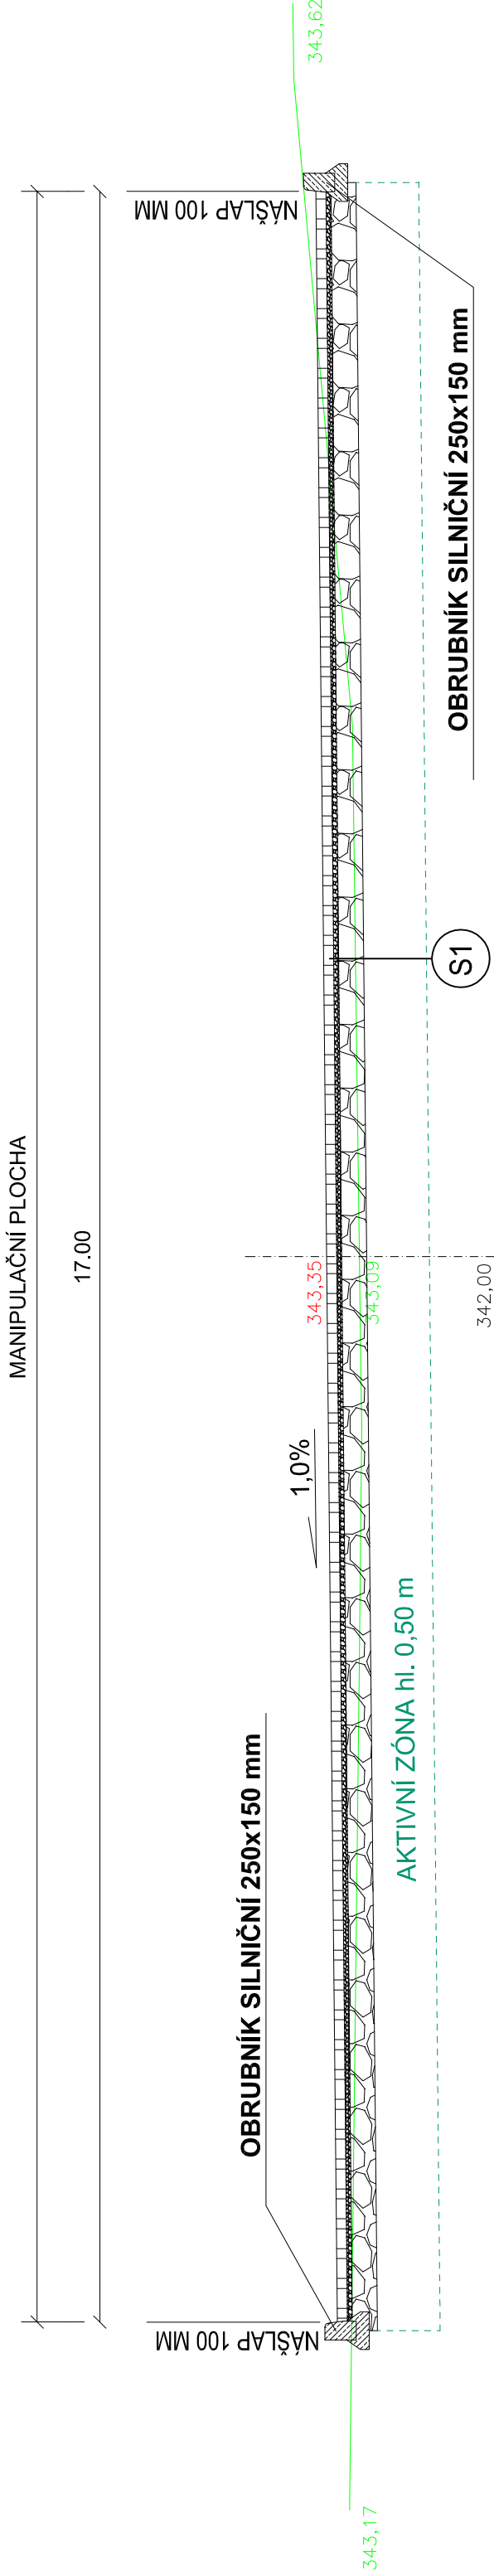 MANIPULAČNÍ PLOCHA
17.00
NÁŠLAP 100 MM
NÁŠLAP 100 MM
343,17
OBRUBNÍK SILNIČNÍ 250x150 mm
1,0%
343,35
343,09
343,62
AKTIVNÍ ZÓNA hl. 0,50 m
342,00
S1
OBRUBNÍK SILNIČNÍ 250x150 mm